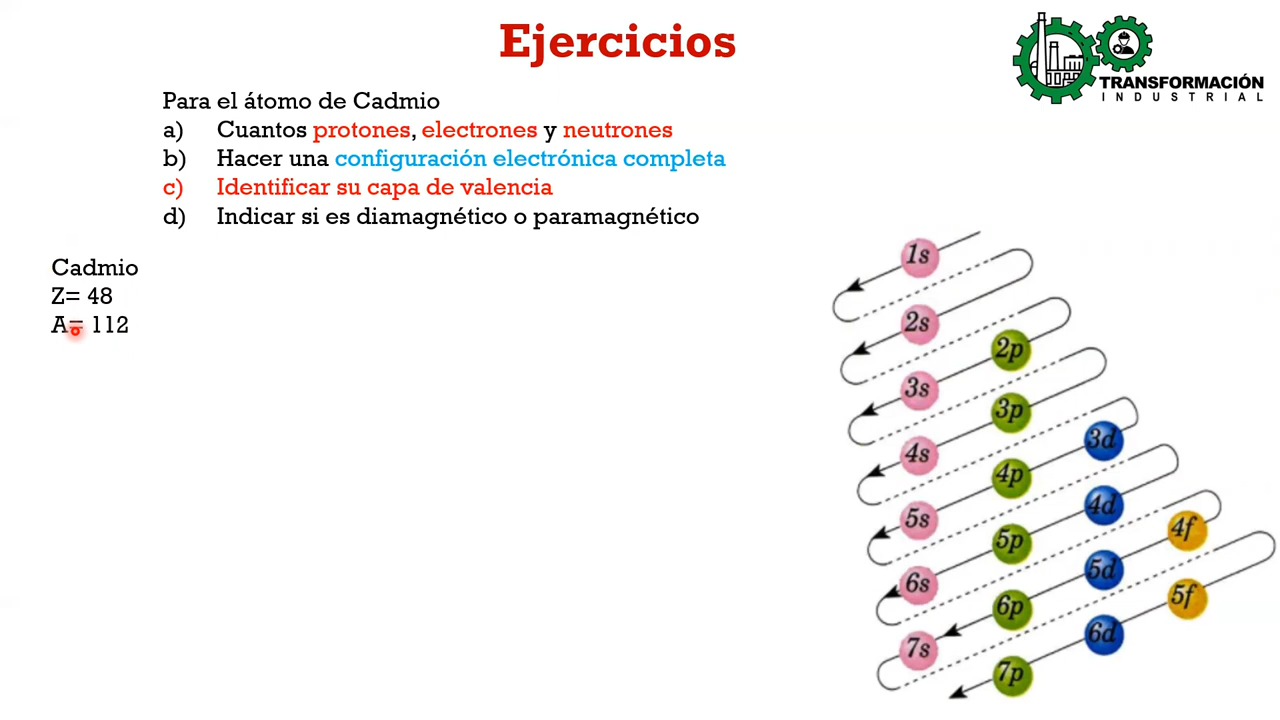 Ejercicios
TRANSFORMACIÓN
INDUSTRIAL
Para el átomo de Cadmio
a) Cuantos protones, electrones y neutrones
b) Hacer una configuración electrónica completa
c) Identificar su capa de valencia
d) Indicar si es diamagnético o paramagnético
Cadmio
Z= 48
A= 112
1s
2s
2p
3s
3p
3d
4s
4p
4d
4f
5s
5p
5d
5f
6s
6p
6d
7s
7p